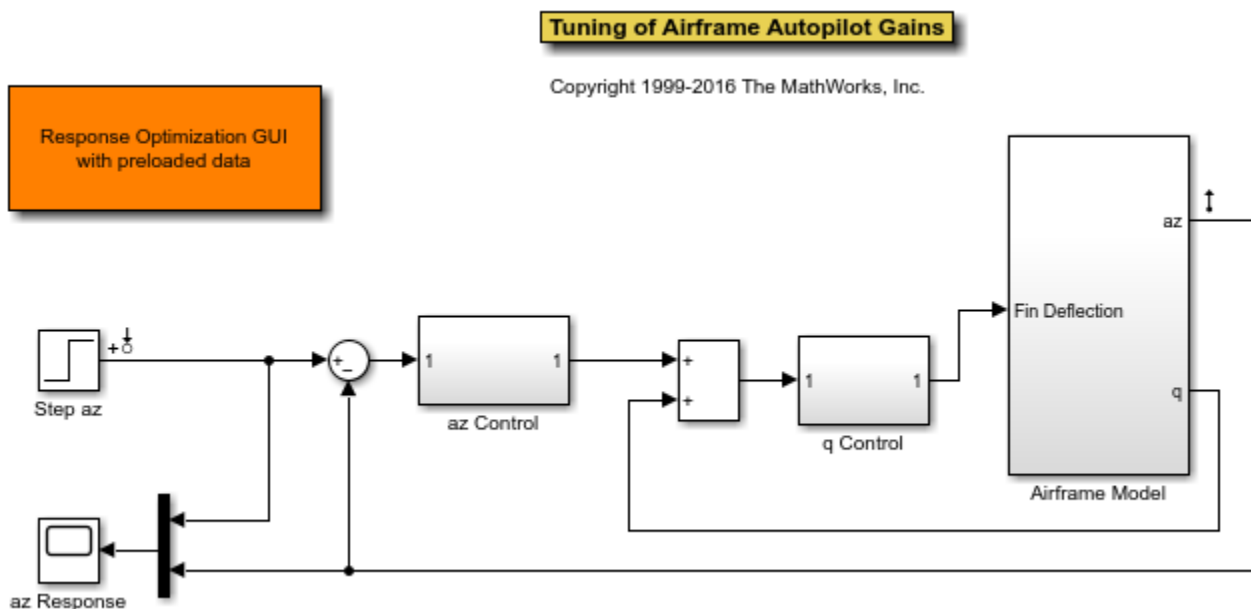 Tuning of Airframe Autopilot Gains
Copyright 1999-2016 The MathWorks, Inc.
Response Optimization GUI
with preloaded data
az
Fin Deflection
q
Airframe Model
+
Step az
+
−
1
1
az Control
+
+
1
1
q Control
az Response